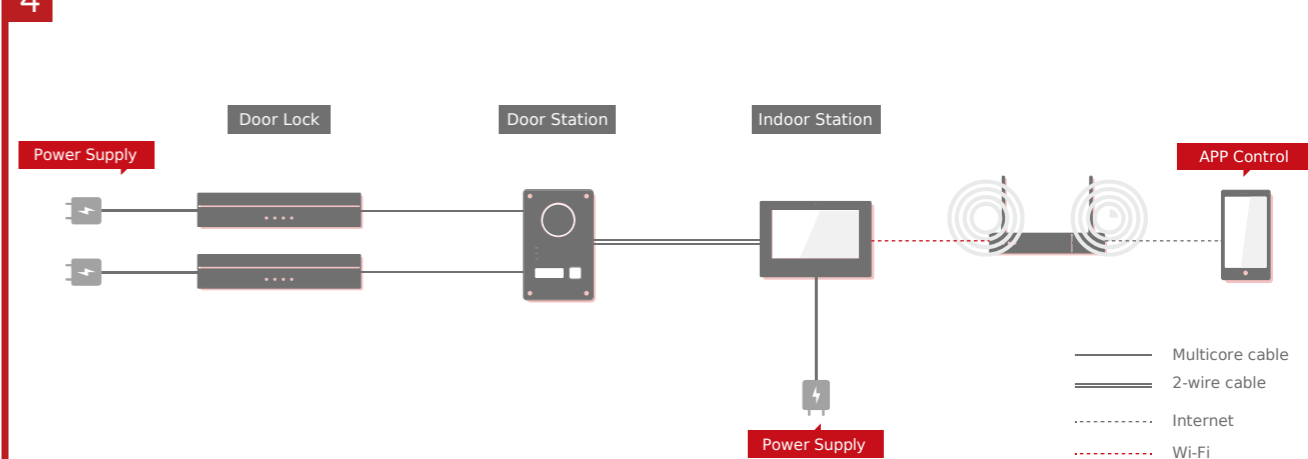 4
Door Lock
Door Station
Indoor Station
Power Supply
APP Control
Multicore cable
2-wire cable
Internet
Wi-Fi
Power Supply